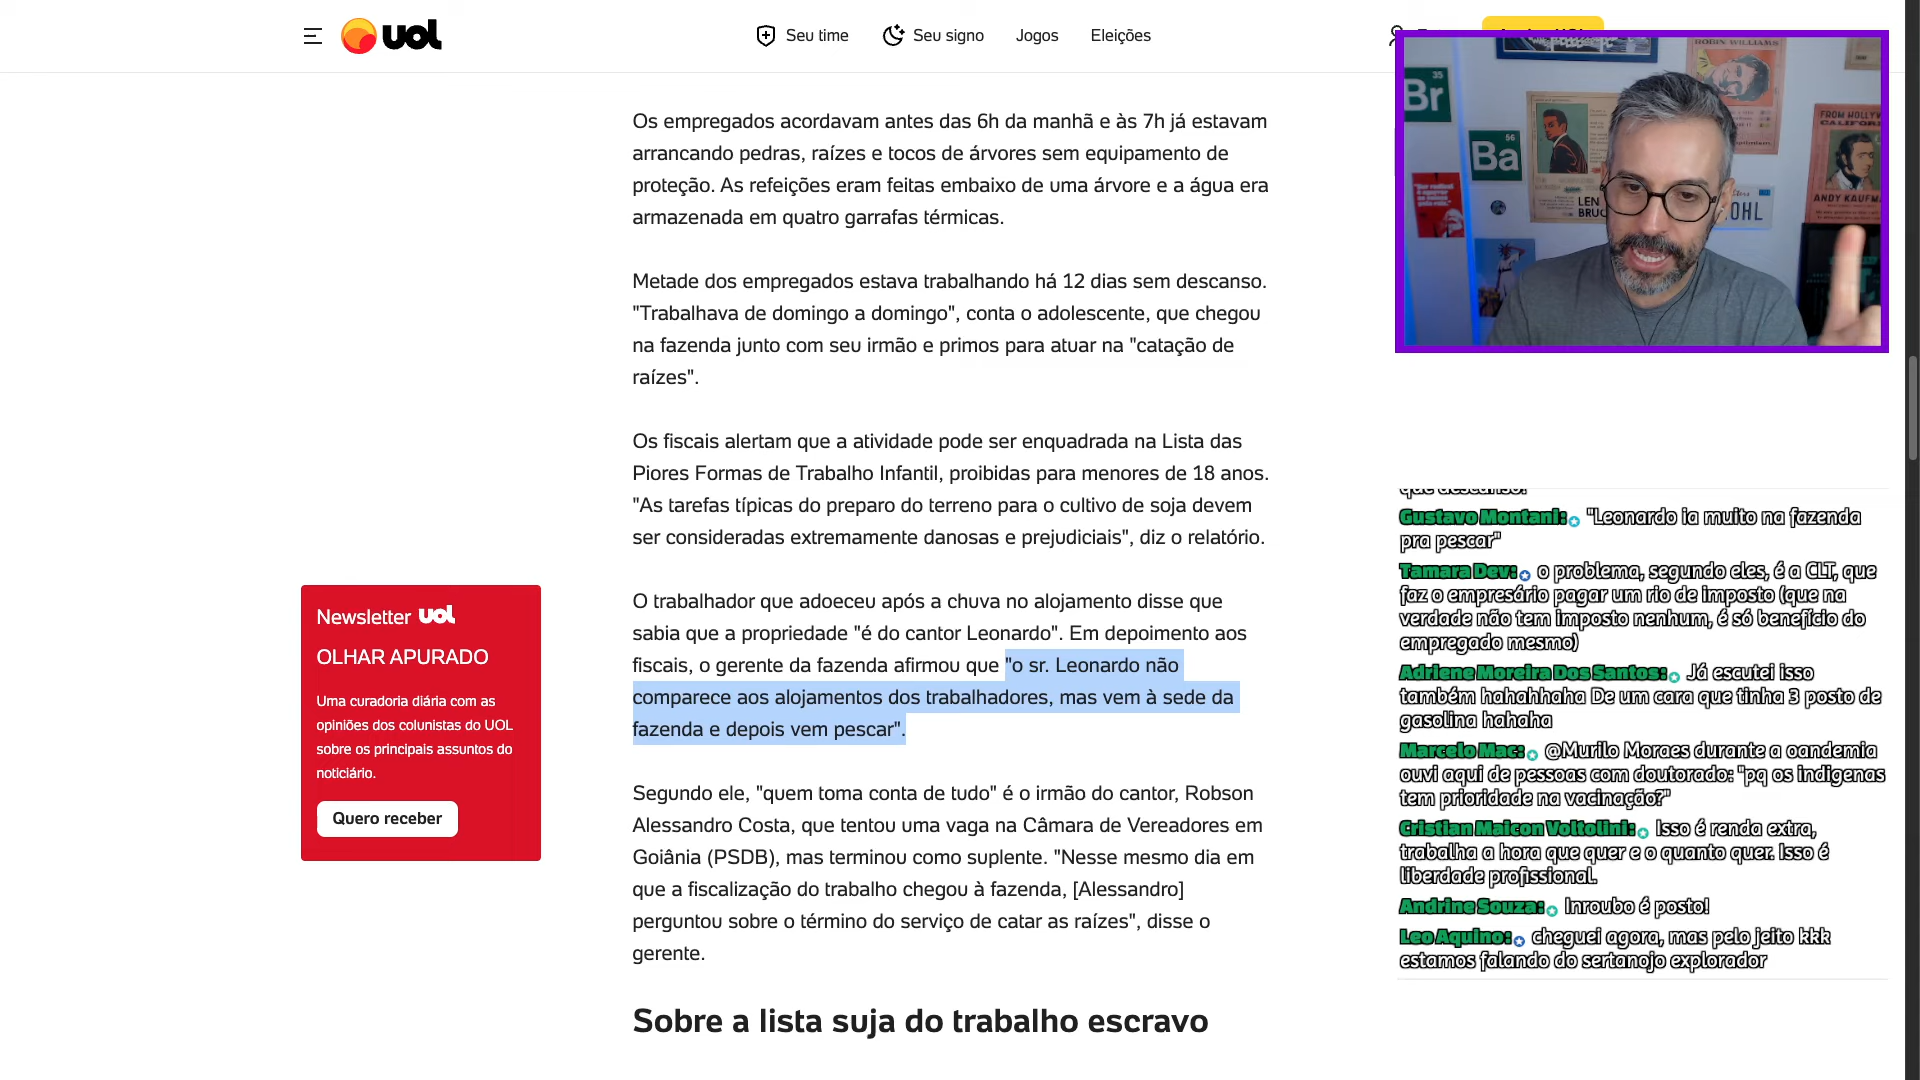 uol
Seu time
Seu signo
Jogos
Eleições
Os empregados acordavam antes das 6h da manhã e às 7h já estavam
arrancando pedras, raízes e tocos de árvores sem equipamento de
proteção. As refeições eram feitas embaixo de uma árvore e a água era
armazenada em quatro garrafas térmicas.
Metade dos empregados estava trabalhando há 12 dias sem descanso.
"Trabalhava de domingo a domingo", conta o adolescente, que chegou
na fazenda junto com seu irmão e primos para atuar na "catação de
raízes".
Os fiscais alertam que a atividade pode ser enquadrada na Lista das
Piores Formas de Trabalho Infantil, proibidas para menores de 18 anos.
"As tarefas típicas do preparo do terreno para o cultivo de soja devem
ser consideradas extremamente danosas e prejudiciais", diz o relatório.
O trabalhador que adoeceu após a chuva no alojamento disse que
sabia que a propriedade "é do cantor Leonardo". Em depoimento aos
fiscais, o gerente da fazenda afirmou que "o sr. Leonardo não
comparece aos alojamentos dos trabalhadores, mas vem à sede da
fazenda e depois vem pescar".
Segundo ele, "quem toma conta de tudo" é o irmão do cantor, Robson
Alessandro Costa, que tentou uma vaga na Câmara de Vereadores em
Goiânia (PSDB), mas terminou como suplente. "Nesse mesmo dia em
que a fiscalização do trabalho chegou à fazenda, [Alessandro]
perguntou sobre o término do serviço de catar as raízes", disse o
gerente.
Sobre a lista suja do trabalho escravo
Newsletter uol
OLHAR APURADO
Uma curadoria diária com as
opiniões dos colunistas do UOL
sobre os principais assuntos do
noticiário.
Quero receber
ROBIN WILLIAMS
35
Br
56
Ba
LEN
BRUC
OHL
FROM HOLLYW
CALIFOR
ANDY KAUFM
que descanso!
Gustavo Montani: "Leonardo ia muito na fazenda
pra pescar"
Tamara Dev: o problema, segundo eles, é a CLT, que
faz o empresário pagar um rio de imposto (que na
verdade não tem imposto nenhum, é só benefício do
empregado mesmo)
Adriene Moreira Dos Santos: Já escutei isso
também hahahhaha De um cara que tinha 3 posto de
gasolina hahaha
Marcelo Mac: @Murilo Moraes durante a oandemia
ouvi aqui de pessoas com doutorado: "pq os indigenas
tem prioridade na vacinação?"
Cristian Maicon Voltolini: Isso é renda extra,
trabalha a hora que quer e o quanto quer. Isso é
liberdade profissional.
Andrine Souza: Inroubo é posto!
Leo Aquino: cheguei agora, mas pelo jeito kkk
estamos falando do sertanojo explorador